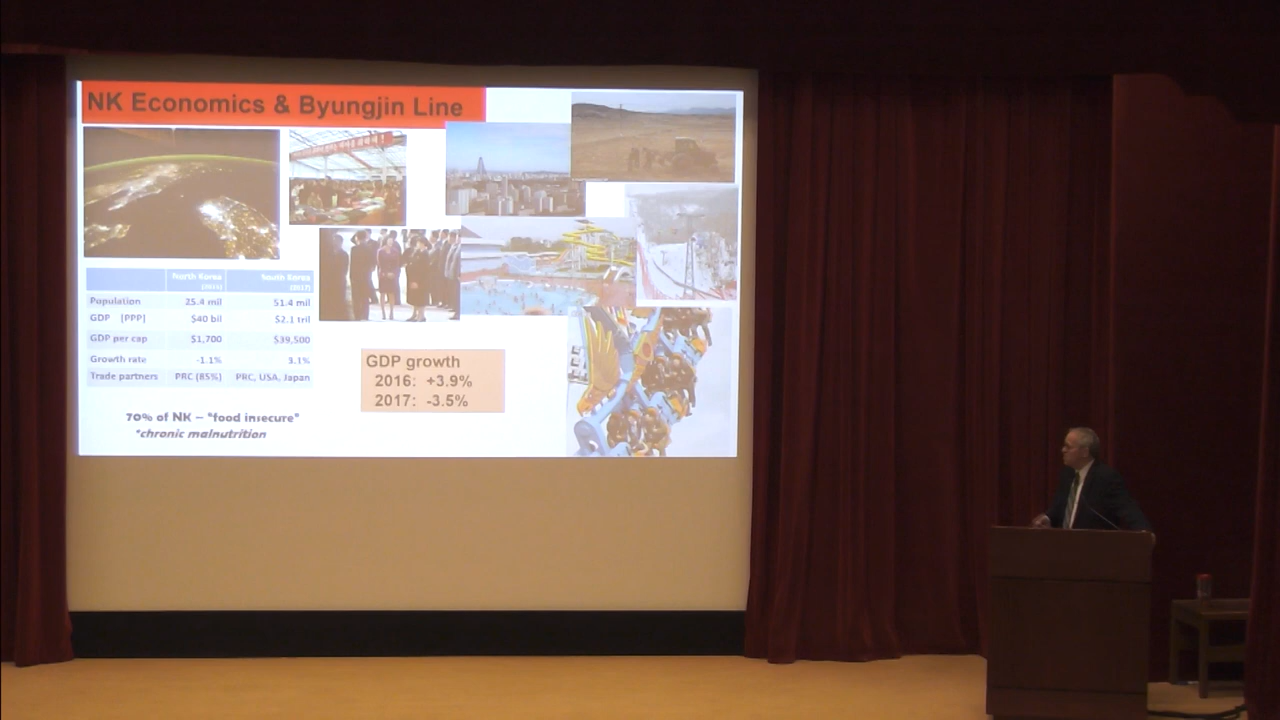 NK Economics & Byungjin Line
North Korea South Korea
(2017)
Population 25.4 mil 51.4 mil
GDP [PPP] $40 bil $2.1 tril
GDP per cap $1,700 $39,500
Growth rate -1.1% 3.1%
Trade partners PRC (85%) PRC, USA, Japan
GDP growth
2016: +3.9%
2017: -3.5%
70% of NK – "food insecure"
*chronic malnutrition